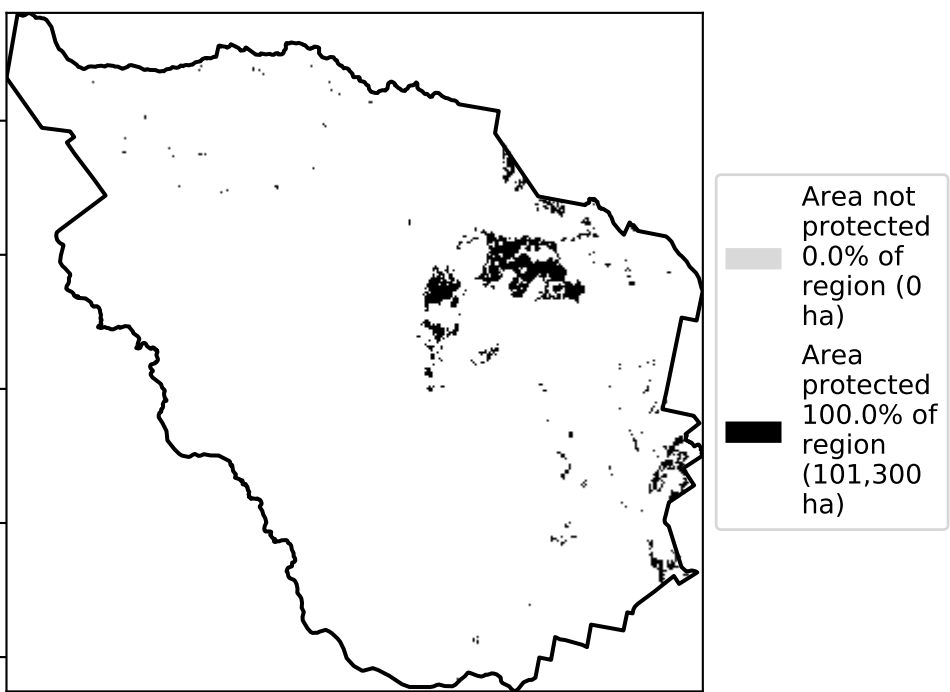 Area not
protected
0.0% of
region (0
ha)
Area
protected
100.0% of
region
(101,300
ha)